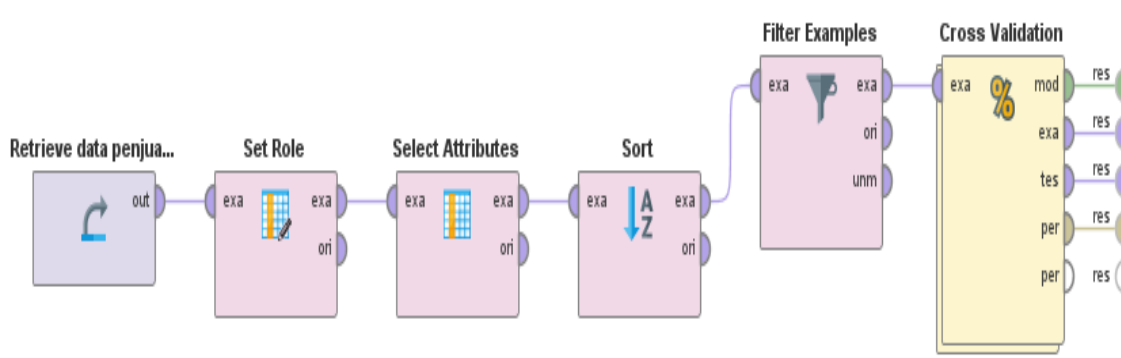 Filter Examples
Cross Validation
exa
exa
ori
unm
exa
%
mod
exa
tes
per
per
res
res
res
res
res
Retrieve data penjua...
Set Role
Select Attributes
Sort
out
exa
exa
ori
exa
exa
ori
exa
A
Z
exa
ori